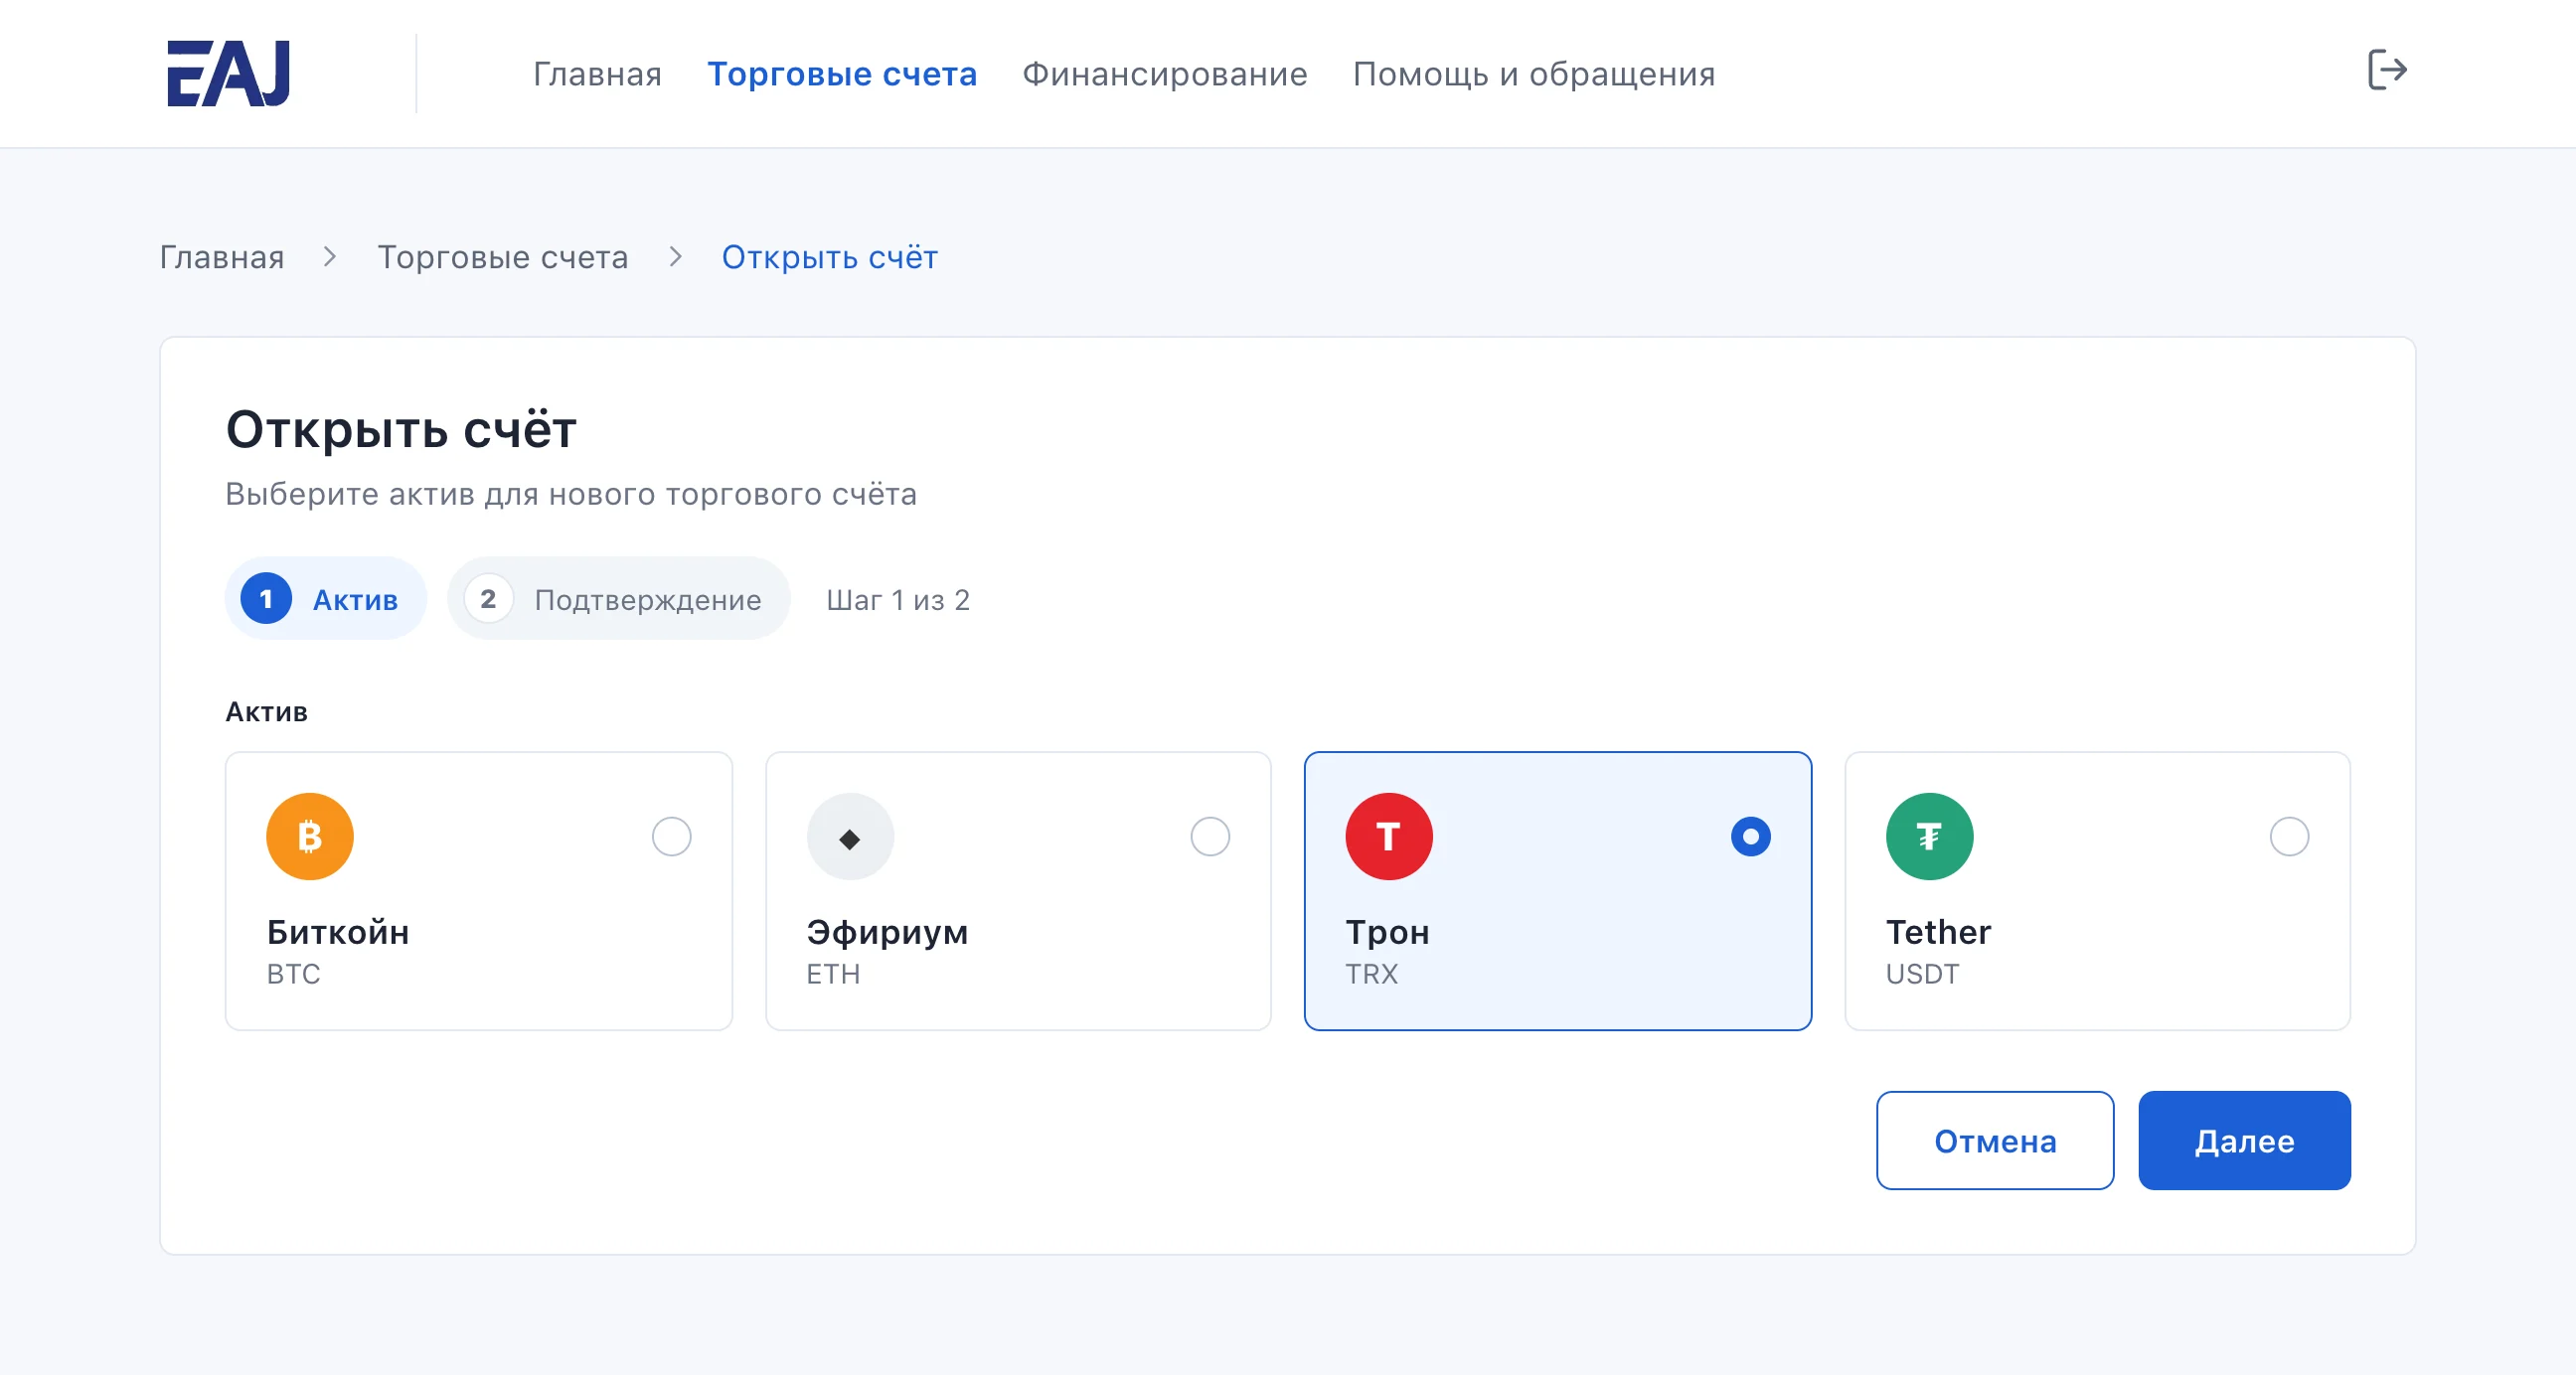 EAJ
Главная Торговые счета Финансирование Помощь и обращения
Главная > Торговые счета > Открыть счёт
Открыть счёт
Выберите актив для нового торгового счёта
1 Актив 2 Подтверждение Шаг 1 из 2
Актив
Биткойн
BTC
Эфириум
ETH
T
Трон
TRX
₮
Tether
USDT
Отмена Далее